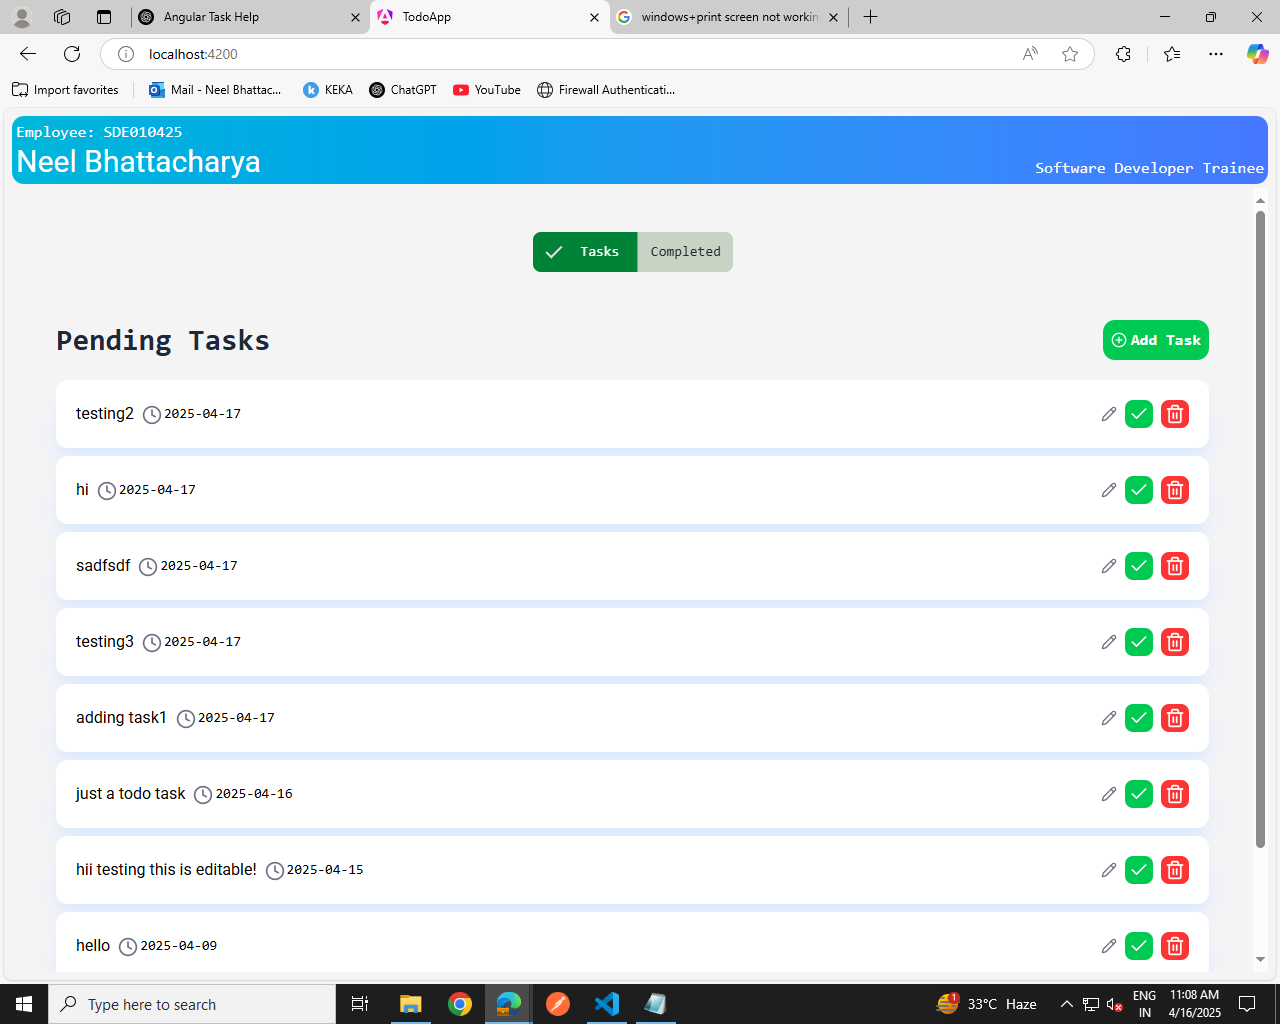 Angular Task Help
TodoApp
windows+print screen not workin
localhost:4200
Import favorites
Mail - Neel Bhattac...
KEKA
ChatGPT
YouTube
Firewall Authenticati...
Employee: SDE010425
Neel Bhattacharya
Software Developer Trainee
Tasks
Completed
Pending Tasks
Add Task
testing2 2025-04-17
hi 2025-04-17
sadfsdf 2025-04-17
testing3 2025-04-17
adding task1 2025-04-17
just a todo task 2025-04-16
hii testing this is editable! 2025-04-15
hello 2025-04-09
Type here to search
1
33°C Haze
ENG
IN
11:08 AM
4/16/2025